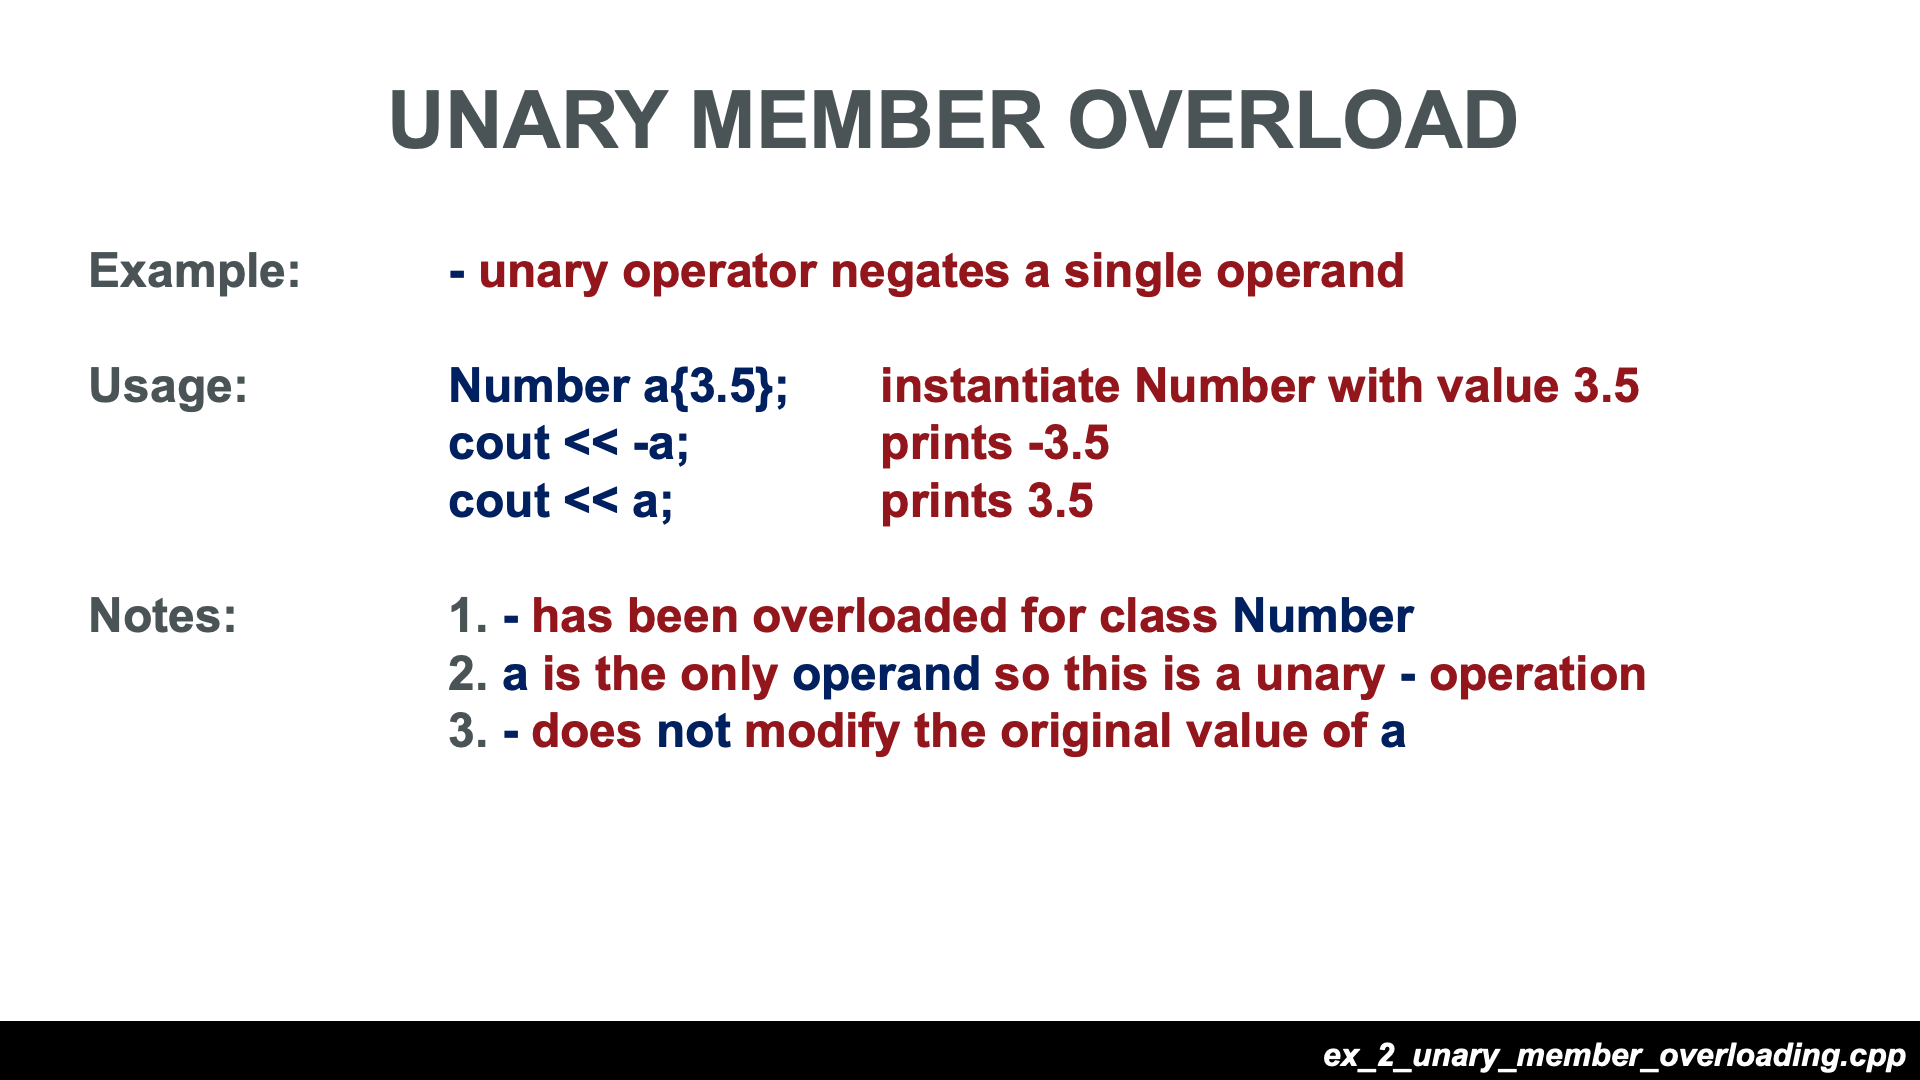 UNARY MEMBER OVERLOAD
Example: - unary operator negates a single operand
Usage: Number a{3.5}; instantiate Number with value 3.5
cout << -a; prints -3.5
cout << a; prints 3.5
Notes: 1. - has been overloaded for class Number
2. a is the only operand so this is a unary - operation
3. - does not modify the original value of a
ex_2_unary_member_overloading.cpp